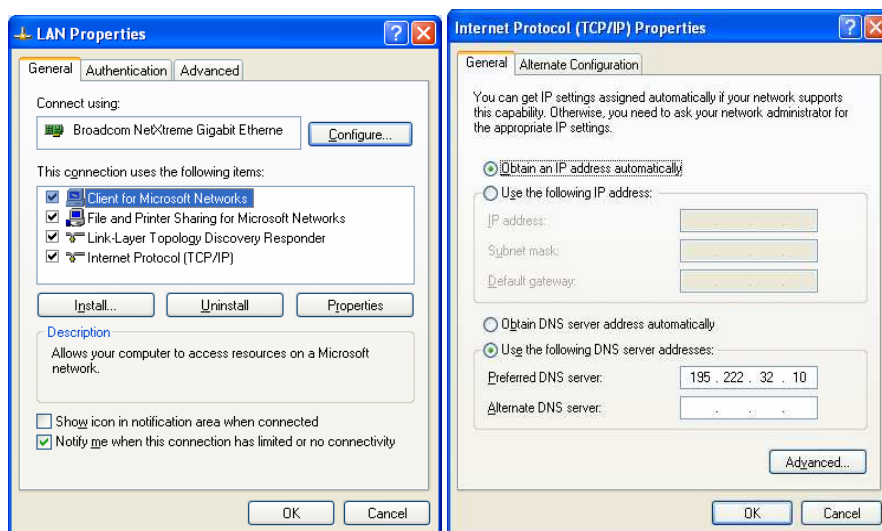 LAN Properties
General
Authentication
Advanced
Connect using:
Broadcom NetXtreme Gigabit Etherne
Configure...
This connection uses the following items:
Client for Microsoft Networks
File and Printer Sharing for Microsoft Networks
Link-Layer Topology Discovery Responder
Internet Protocol (TCP/IP)
Install...
Uninstall
Properties
Description
Allows your computer to access resources on a Microsoft
network.
Show icon in notification area when connected
Notify me when this connection has limited or no connectivity
OK
Cancel
Internet Protocol (TCP/IP) Properties
General
Alternate Configuration
You can get IP settings assigned automatically if your network supports
this capability. Otherwise, you need to ask your network administrator for
the appropriate IP settings.
Obtain an IP address automatically
Use the following IP address:
IP address:
Subnet mask:
Default gateway:
Obtain DNS server address automatically
Use the following DNS server addresses:
Preferred DNS server:
195 . 222 . 32 . 10
Alternate DNS server:
Advanced...
OK
Cancel